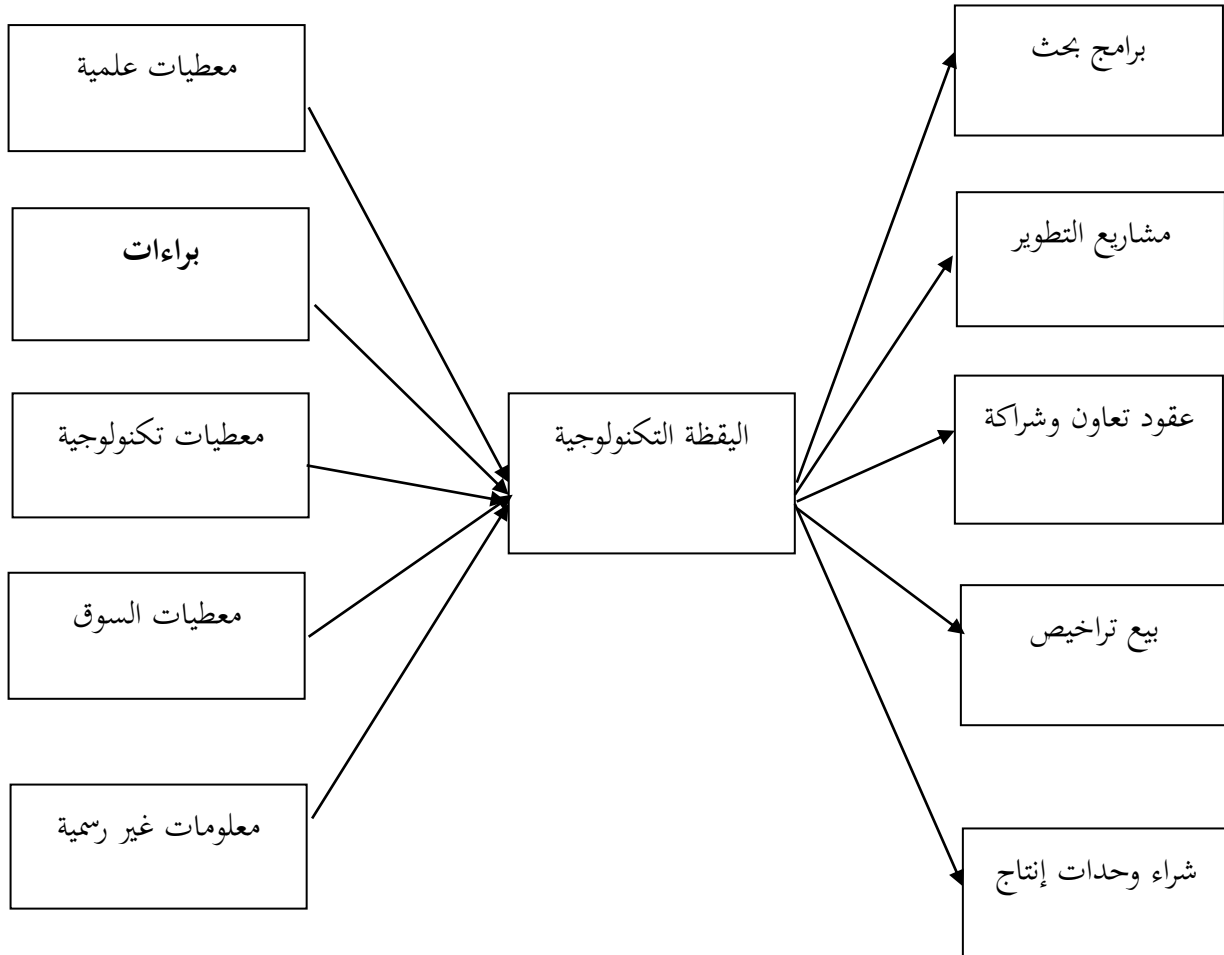 معطيات علمية
براءات
معطيات تكنولوجية
معطيات السوق
معلومات غير رسمية
اليقظة التكنولوجية
برامج بحث
مشاريع التطوير
عقود تعاون وشراكة
بيع تراخيص
شراء وحدات إنتاج